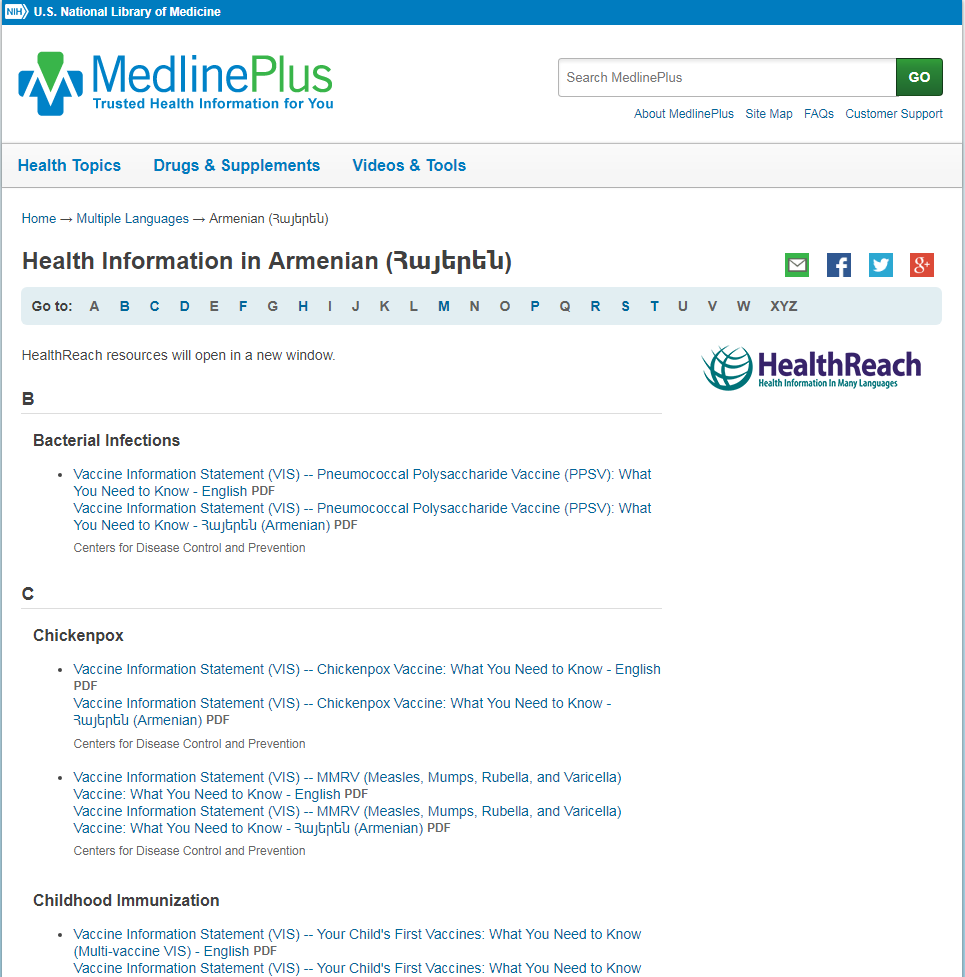 NIH U.S. National Library of Medicine
MedlinePlus
Trusted Health Information for You
Search MedlinePlus GO
About MedlinePlus Site Map FAQs Customer Support
Health Topics Drugs & Supplements Videos & Tools
Home → Multiple Languages → Armenian (Հայերեն)
Health Information in Armenian (Հայերեն)
Go to: A B C D E F G H I J K L M N O P Q R S T U V W XYZ
HealthReach resources will open in a new window.
HealthReach
Health Information In Many Languages
B
Bacterial Infections
• Vaccine Information Statement (VIS) -- Pneumococcal Polysaccharide Vaccine (PPSV): What
You Need to Know - English PDF
Vaccine Information Statement (VIS) -- Pneumococcal Polysaccharide Vaccine (PPSV): What
You Need to Know - Հայերեն (Armenian) PDF
Centers for Disease Control and Prevention
C
Chickenpox
• Vaccine Information Statement (VIS) -- Chickenpox Vaccine: What You Need to Know - English
PDF
Vaccine Information Statement (VIS) -- Chickenpox Vaccine: What You Need to Know -
Հայերեն (Armenian) PDF
Centers for Disease Control and Prevention
• Vaccine Information Statement (VIS) -- MMRV (Measles, Mumps, Rubella, and Varicella)
Vaccine: What You Need to Know - English PDF
Vaccine Information Statement (VIS) -- MMRV (Measles, Mumps, Rubella, and Varicella)
Vaccine: What You Need to Know - Հայերեն (Armenian) PDF
Centers for Disease Control and Prevention
Childhood Immunization
• Vaccine Information Statement (VIS) -- Your Child's First Vaccines: What You Need to Know
(Multi-vaccine VIS) - English PDF
Vaccine Information Statement (VIS) -- Your Child's First Vaccines: What You Need to Know